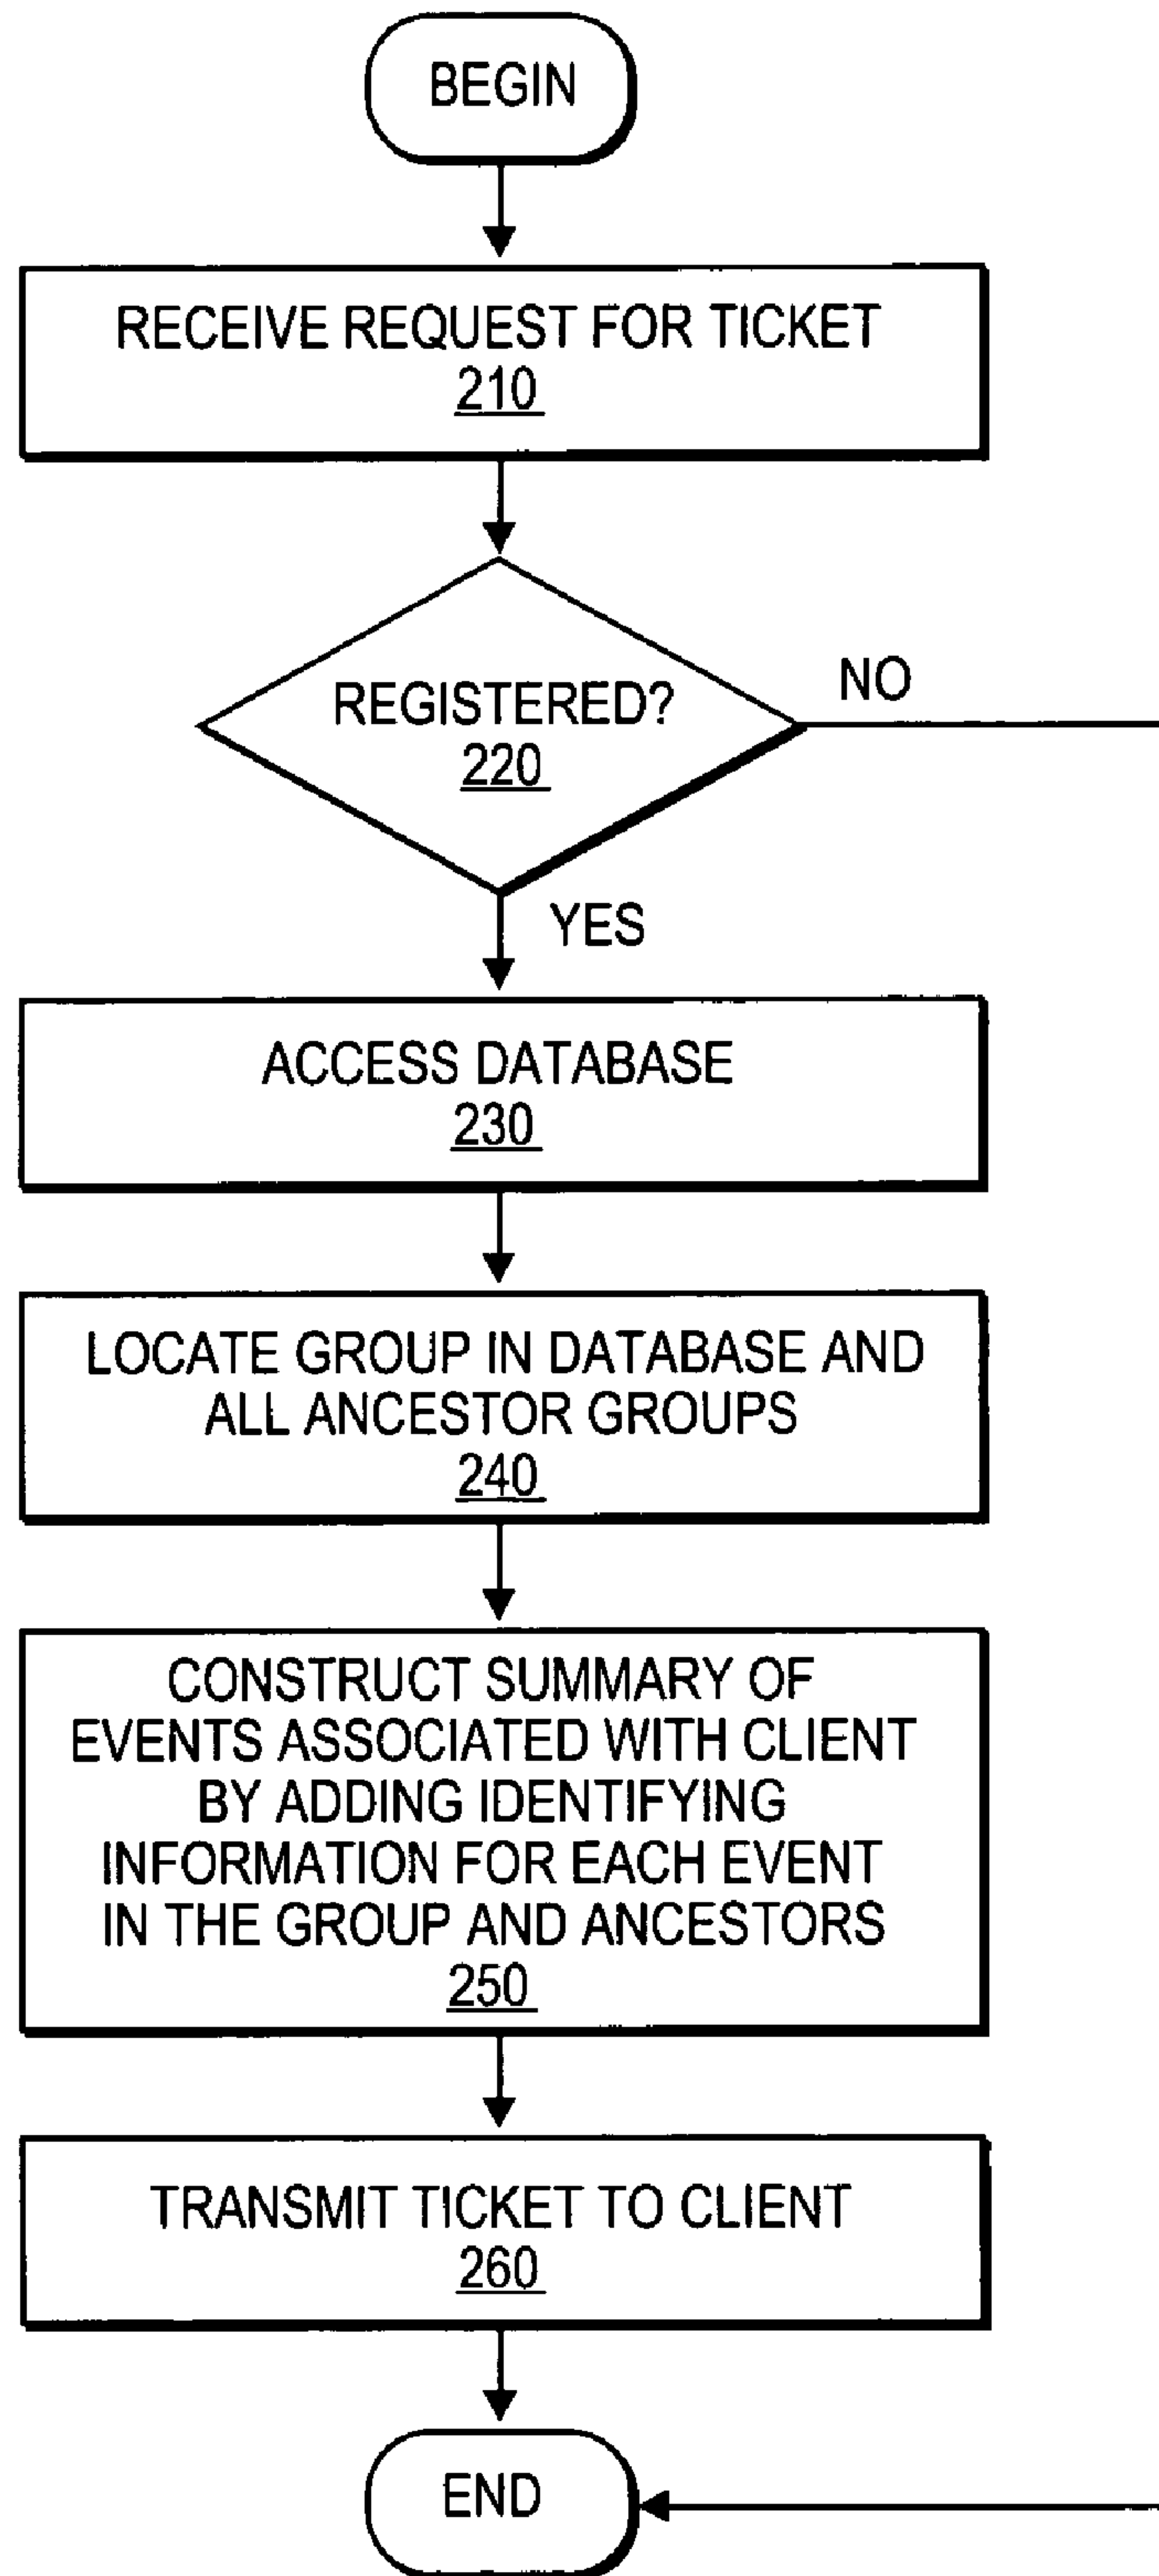 BEGIN
RECEIVE REQUEST FOR TICKET
210
REGISTERED?
220
NO
YES
ACCESS DATABASE
230
LOCATE GROUP IN DATABASE AND
ALL ANCESTOR GROUPS
240
CONSTRUCT SUMMARY OF
EVENTS ASSOCIATED WITH CLIENT
BY ADDING IDENTIFYING
INFORMATION FOR EACH EVENT
IN THE GROUP AND ANCESTORS
250
TRANSMIT TICKET TO CLIENT
260
END